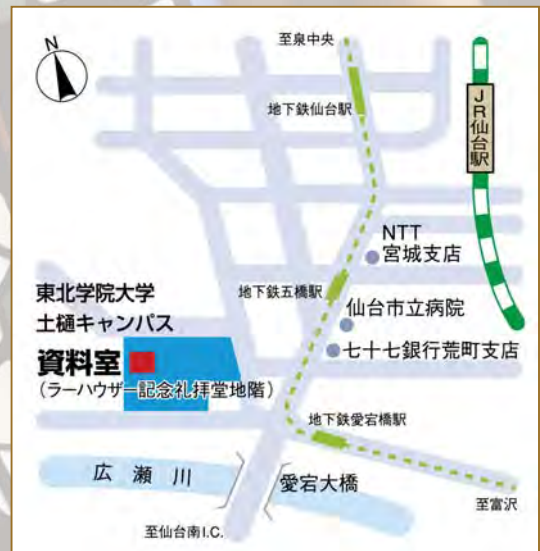 N
至泉中央
地下鉄仙台駅
JR仙台駅
NTT
宮城支店
東北学院大学
土樋キャンパス
地下鉄五橋駅
仙台市立病院
資料室
七十七銀行荒町支店
(ラーハウザー記念礼拝堂地階)
地下鉄愛宕橋駅
広瀬川
愛宕大橋
至富沢
至仙台南I.C.